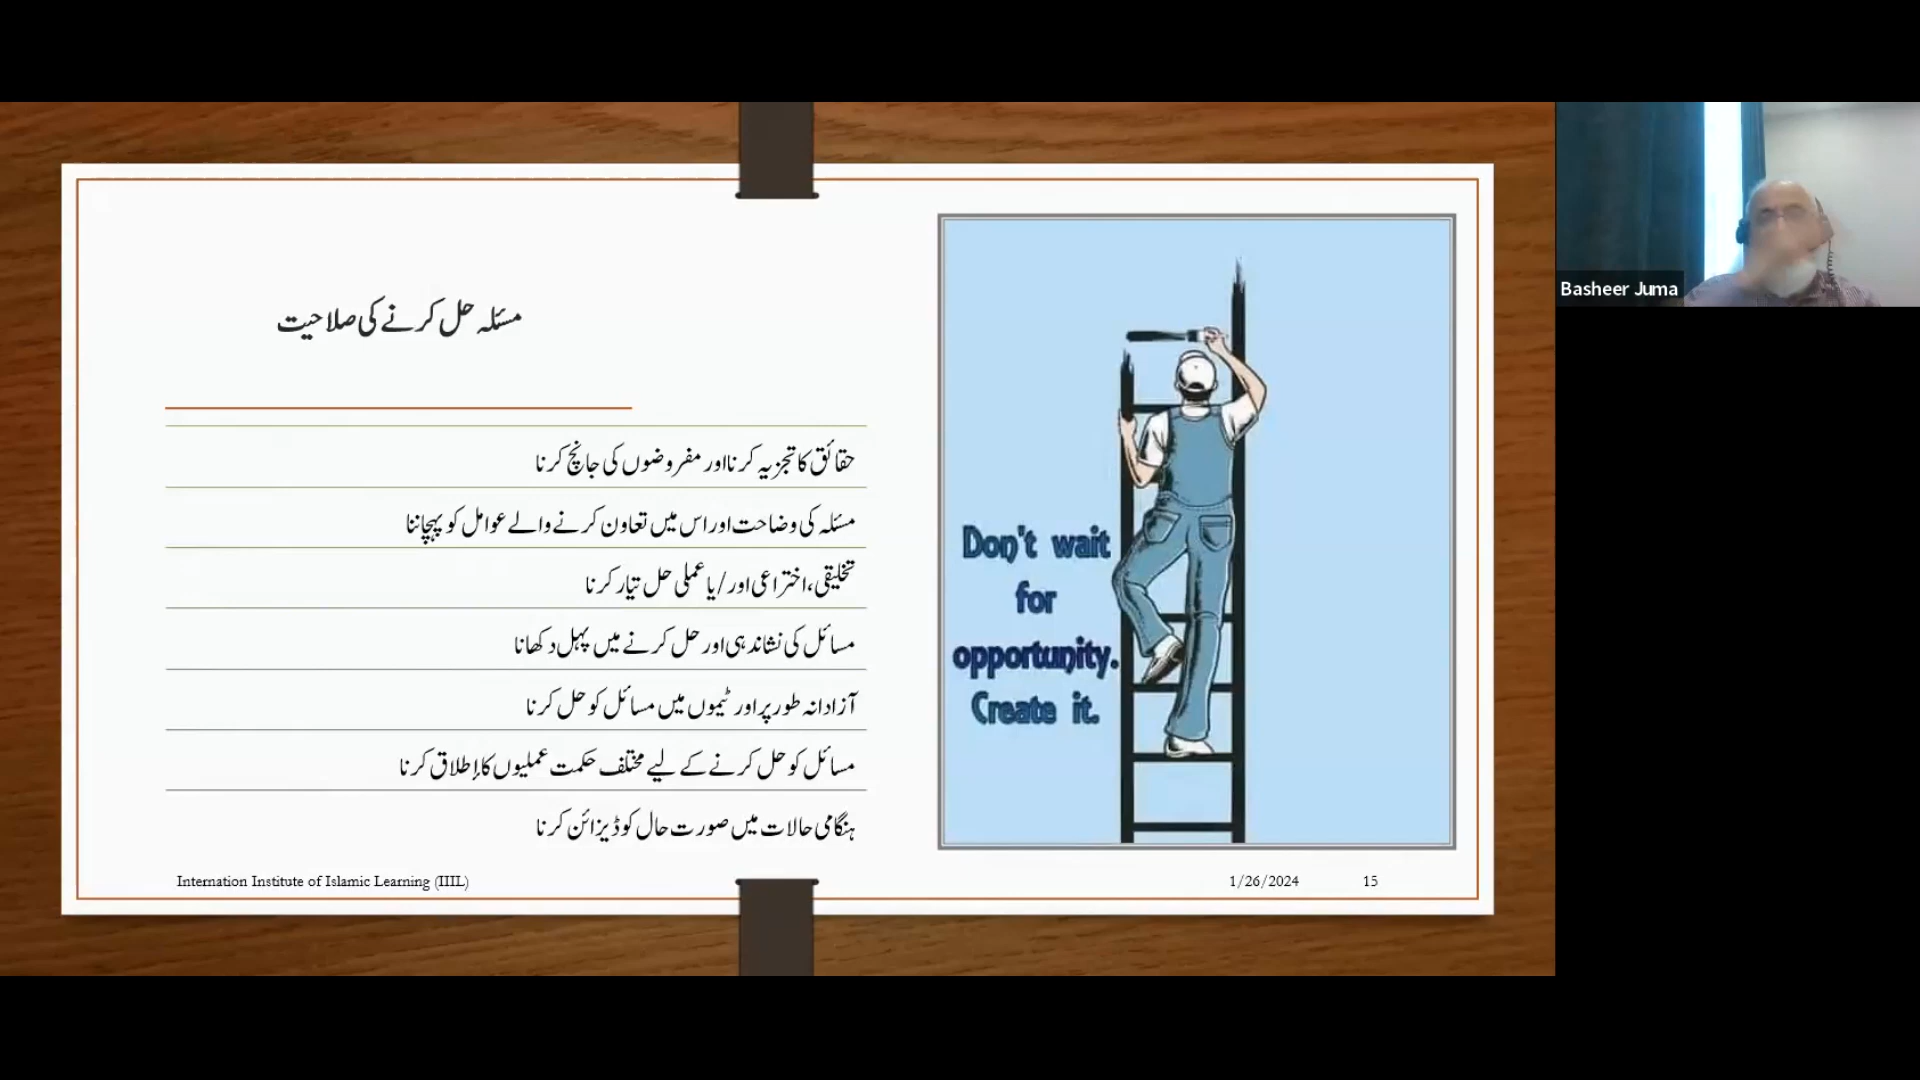 مسئلہ حل کرنے کی صلاحیت
حقائق کا تجزیہ کرنا اور مفروضوں کی جانچ کرنا
مسئلہ کی وضاحت اور اس میں تعاون کرنے والے عوامل کو پہچاننا
تخلیقی، اختراعی اور/یا عملی حل تیار کرنا
مسائل کی نشاندہی اور حل کرنے میں پہل دکھانا
آزادانہ طور پر اور ٹیموں میں مسائل کو حل کرنا
مسائل کو حل کرنے کے لیے مختلف حکمت عملیوں کا إطلاق کرنا
ہنگامی حالات میں صورت حال کو ڈیزائن کرنا
Don't wait
for
opportunity.
Create it.
Internation Institute of Islamic Learning (IIIL)
1/26/2024
15
Basheer Juma